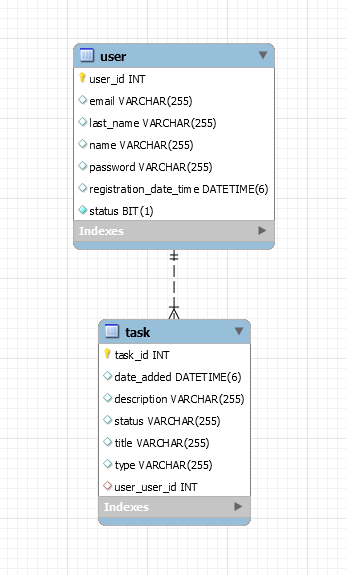 user
user_id INT
email VARCHAR(255)
last_name VARCHAR(255)
name VARCHAR(255)
password VARCHAR(255)
registration_date_time DATETIME(6)
status BIT(1)
Indexes
task
task_id INT
date_added DATETIME(6)
description VARCHAR(255)
status VARCHAR(255)
title VARCHAR(255)
type VARCHAR(255)
user_user_id INT
Indexes